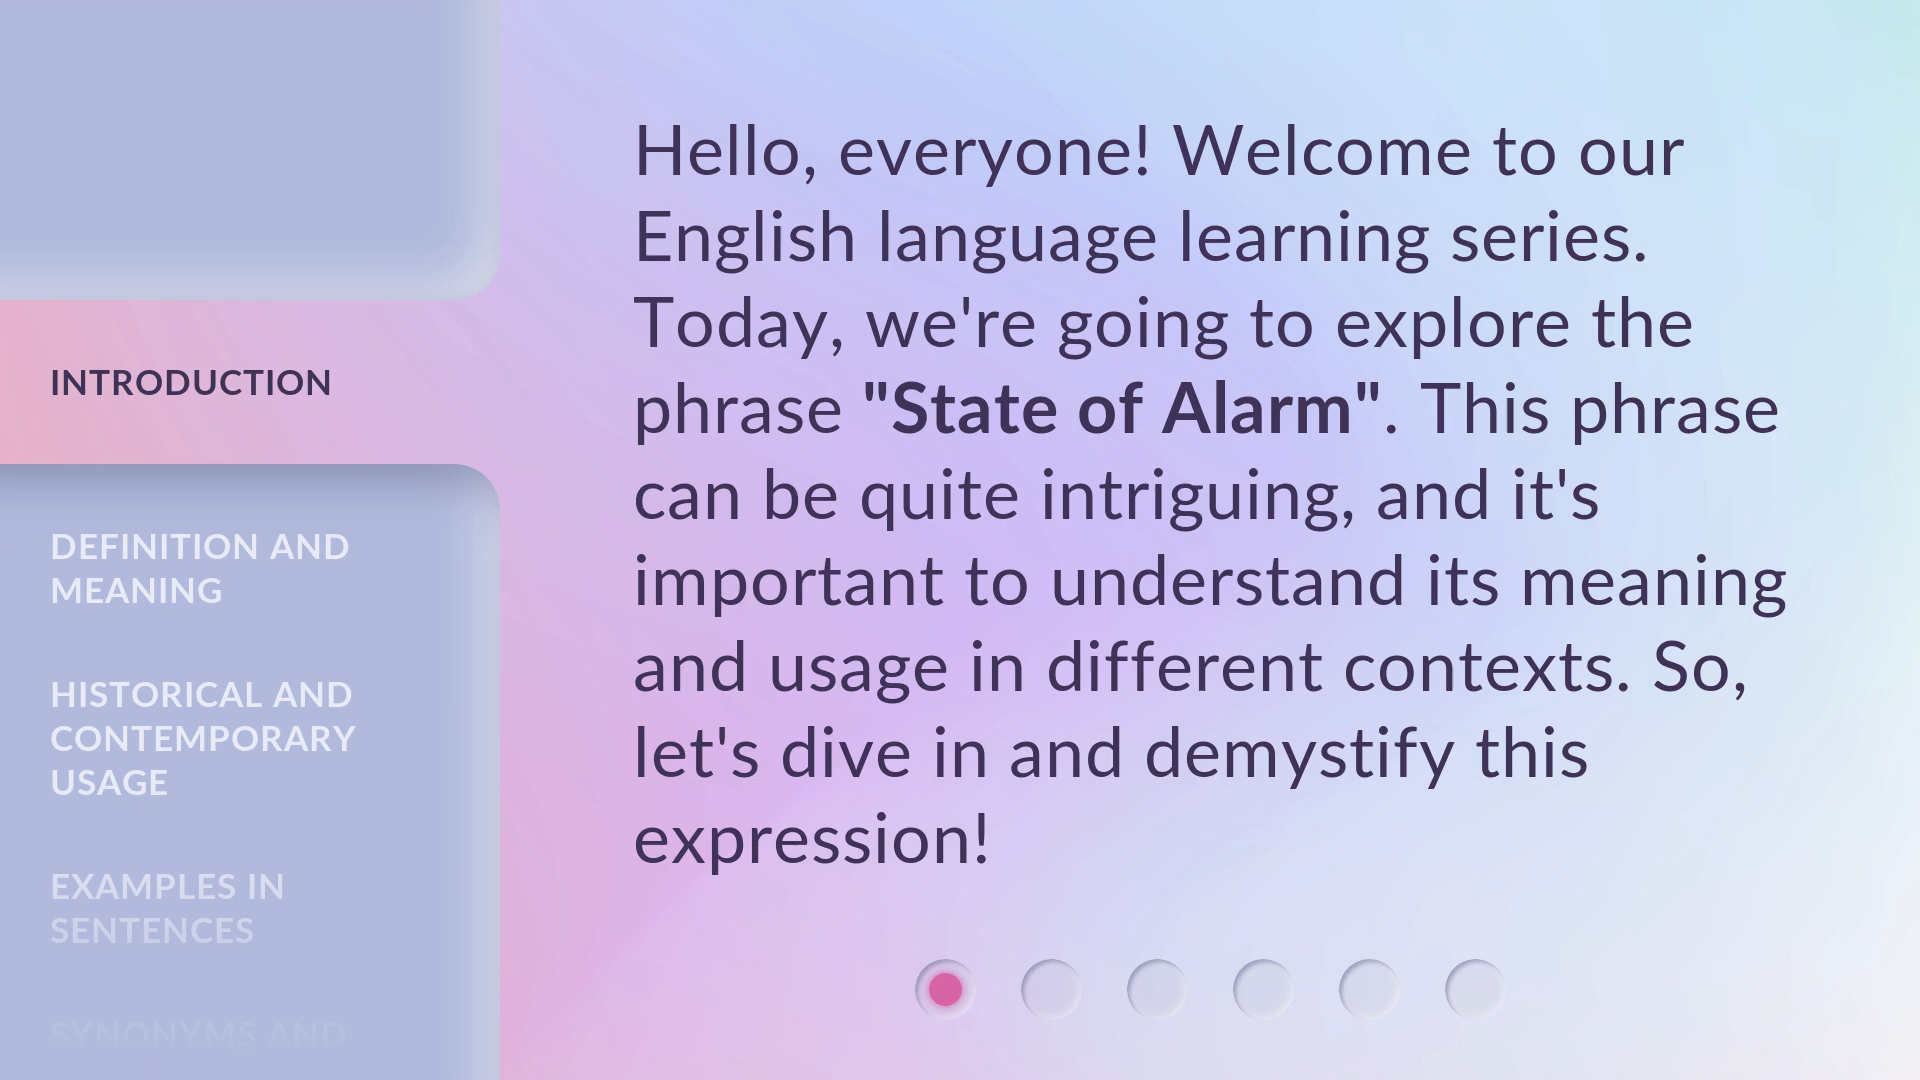 INTRODUCTION
DEFINITION AND
MEANING
HISTORICAL AND
CONTEMPORARY
USAGE
EXAMPLES IN
SENTENCES
SYNONYMS AND
Hello, everyone! Welcome to our
English language learning series.
Today, we're going to explore the
phrase "State of Alarm". This phrase
can be quite intriguing, and it's
important to understand its meaning
and usage in different contexts. So,
let's dive in and demystify this
expression!